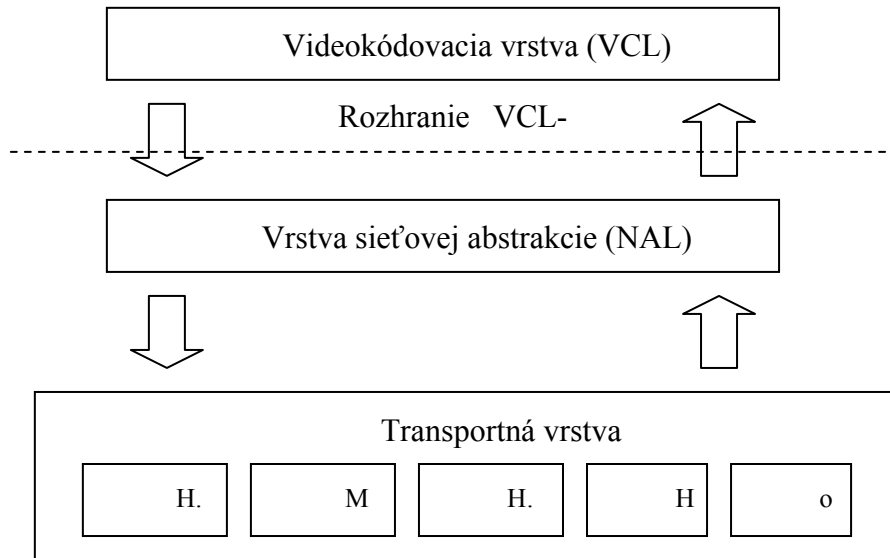 Videokódovacia vrstva (VCL)
Rozhranie VCL-
Vrstva sieťovej abstrakcie (NAL)
Transportná vrstva
H. M H. H o